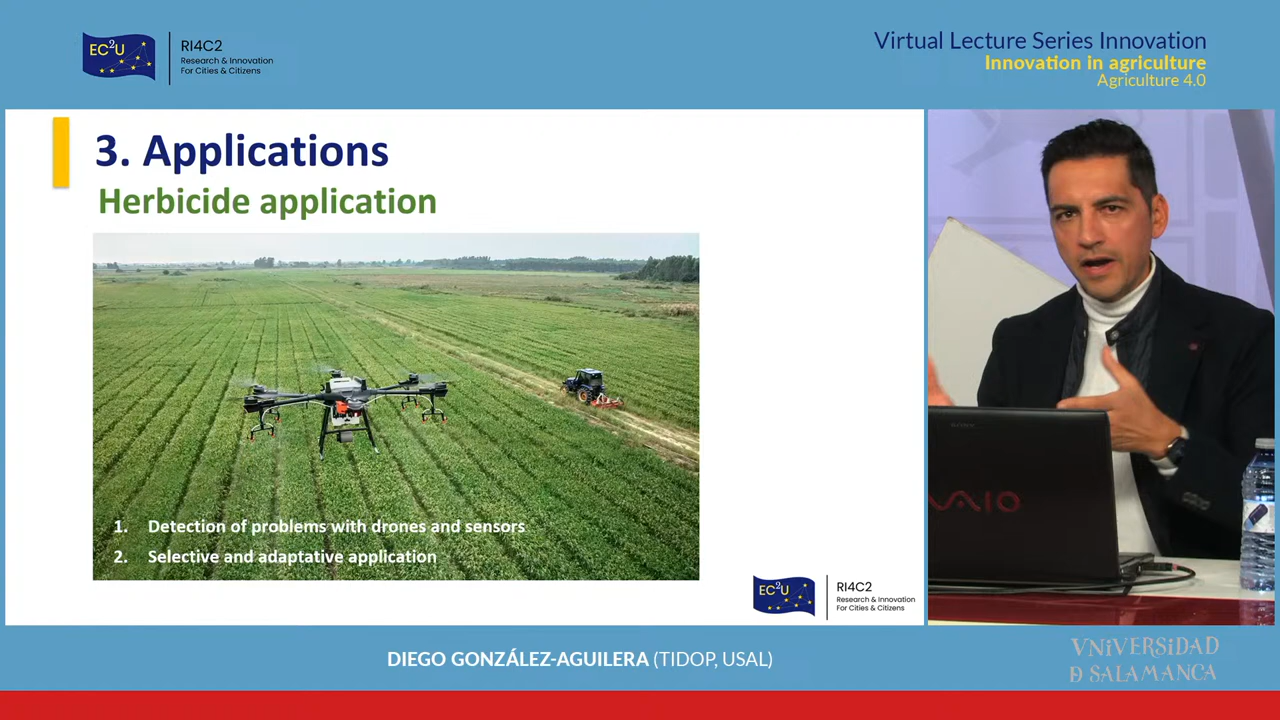 EC2U
RI4C2
Research & Innovation
For Cities & Citizens
Virtual Lecture Series Innovation
Innovation in agriculture
Agriculture 4.0
3. Applications
Herbicide application
1. Detection of problems with drones and sensors
2. Selective and adaptative application
EC2U
RI4C2
Research & Innovation
For Cities & Citizens
VAIO
DIEGO GONZÁLEZ-AGUILERA (TIDOP, USAL)
VNiVERSiDAD
D SALAMANCA